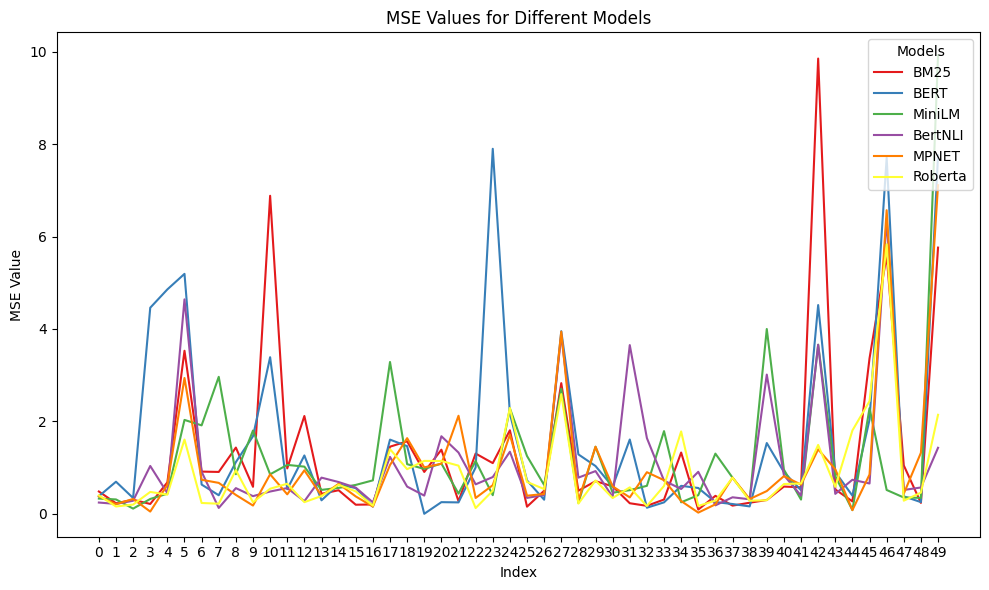 MSE Values for Different Models
MSE Value
10
8
6
4
2
0
Models
BM25
BERT
MiniLM
BertNLI
MPNET
Roberta
0 1 2 3 4 5 6 7 8 9 10 11 12 13 14 15 16 17 18 19 20 21 22 23 24 25 26 27 28 29 30 31 32 33 34 35 36 37 38 39 40 41 42 43 44 45 46 47 48 49
Index